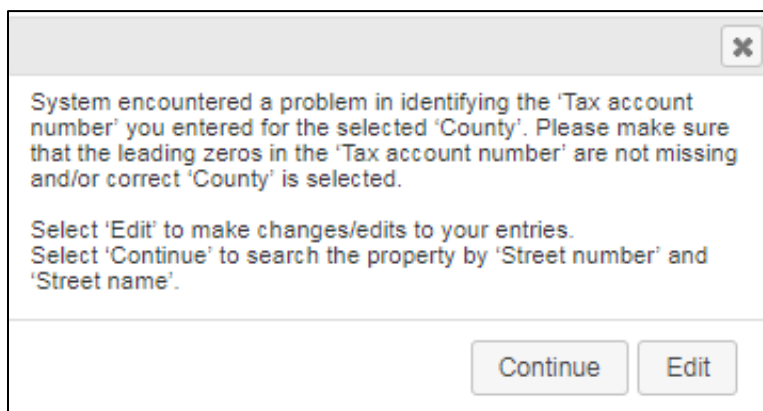 System encountered a problem in identifying the ‘Tax account
number’ you entered for the selected ‘County’. Please make sure
that the leading zeros in the ‘Tax account number’ are not missing
and/or correct ‘County’ is selected.
Select ‘Edit’ to make changes/edits to your entries.
Select ‘Continue’ to search the property by ‘Street number’ and
‘Street name’.
Continue Edit